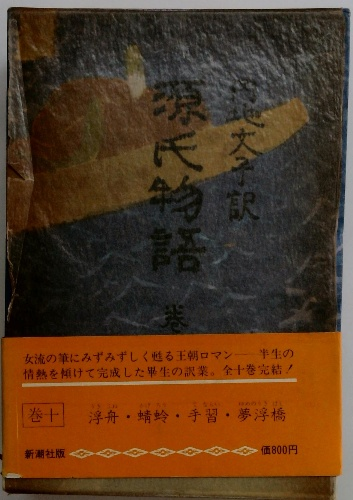 円地文子訳
源氏物語
巻
女流の筆にみずみずしく甦る王朝ロマン――半生の
情熱を傾けて完成した畢生の訳業。全十巻完結!
巻十
浮舟・蜻蛉・手習・夢浮橋
新潮社版
価800円